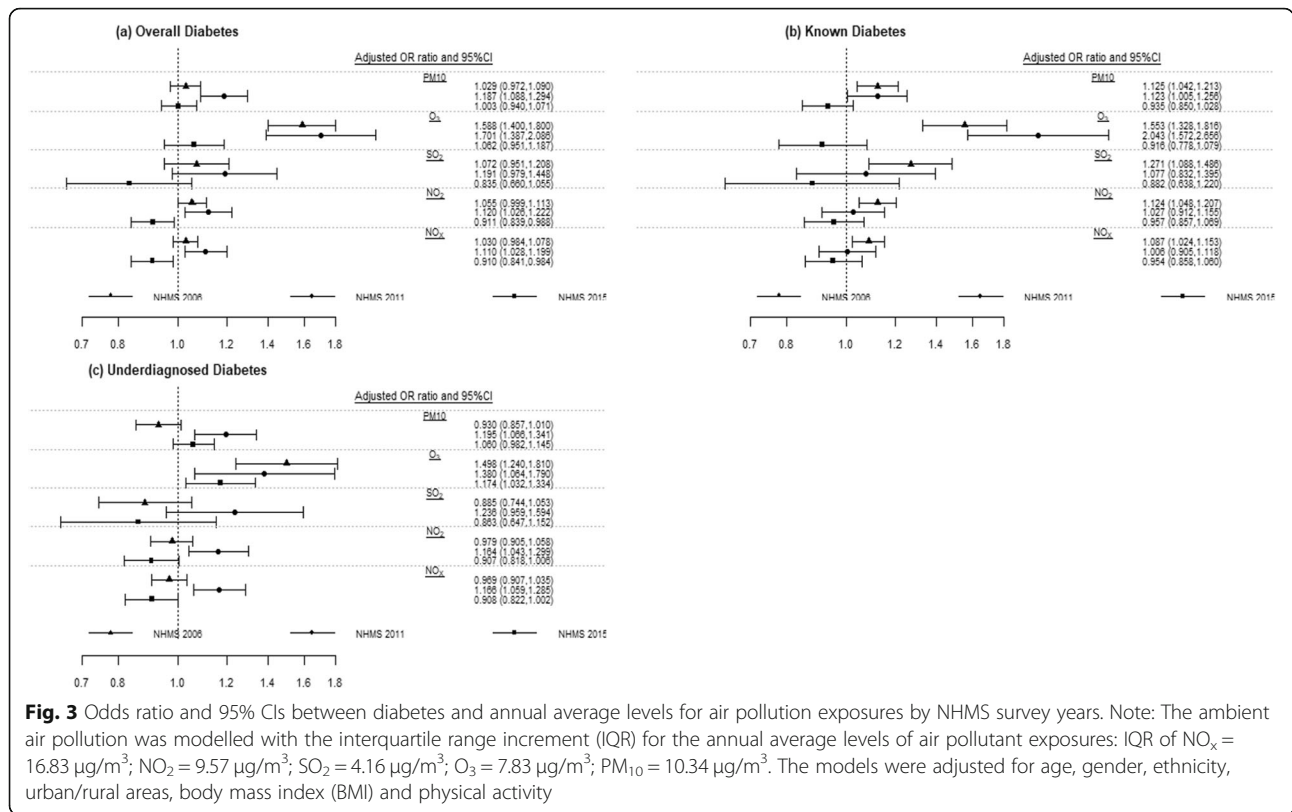 (a) Overall Diabetes
Adjusted OR ratio and 95%CI
PM10
1.029 (0.972,1.090)
1.187 (1.088,1.294)
1.003 (0.940,1.071)
O₃
1.588 (1.400,1.800)
1.701 (1.387,2.086)
1.062 (0.951,1.187)
SO₂
1.072 (0.951,1.208)
1.191 (0.979,1.448)
0.835 (0.660,1.055)
NO₂
1.055 (0.999,1.113)
1.120 (1.026,1.222)
0.911 (0.839,0.988)
NOₓ
1.030 (0.984,1.078)
1.110 (1.028,1.199)
0.910 (0.841,0.984)
NHMS 2006 NHMS 2011 NHMS 2015
0.7 0.8 1.0 1.2 1.4 1.6 1.8
(b) Known Diabetes
Adjusted OR ratio and 95%CI
PM10
1.125 (1.042,1.213)
1.123 (1.005,1.256)
0.935 (0.850,1.028)
O₃
1.553 (1.328,1.816)
2.043 (1.572,2.656)
0.916 (0.778,1.079)
SO₂
1.271 (1.088,1.486)
1.077 (0.832,1.395)
0.882 (0.638,1.220)
NO₂
1.124 (1.048,1.207)
1.027 (0.912,1.155)
0.957 (0.857,1.069)
NOₓ
1.087 (1.024,1.153)
1.006 (0.905,1.118)
0.954 (0.858,1.060)
NHMS 2006 NHMS 2011 NHMS 2015
0.7 0.8 1.0 1.2 1.4 1.6 1.8
(c) Underdiagnosed Diabetes
Adjusted OR ratio and 95%CI
PM10
0.930 (0.857,1.010)
1.195 (1.066,1.341)
1.060 (0.982,1.145)
O₃
1.498 (1.240,1.810)
1.380 (1.064,1.790)
1.174 (1.032,1.334)
SO₂
0.885 (0.744,1.053)
1.236 (0.959,1.594)
0.863 (0.647,1.152)
NO₂
0.979 (0.905,1.058)
1.164 (1.043,1.299)
0.907 (0.818,1.006)
NOₓ
0.969 (0.907,1.035)
1.166 (1.059,1.285)
0.908 (0.822,1.002)
NHMS 2006 NHMS 2011 NHMS 2015
0.7 0.8 1.0 1.2 1.4 1.6 1.8
Fig. 3 Odds ratio and 95% CIs between diabetes and annual average levels for air pollution exposures by NHMS survey years. Note: The ambient
air pollution was modelled with the interquartile range increment (IQR) for the annual average levels of air pollutant exposures: IQR of NOₓ =
16.83 μg/m³; NO₂ = 9.57 μg/m³; SO₂ = 4.16 μg/m³; O₃ = 7.83 μg/m³; PM₁₀ = 10.34 μg/m³. The models were adjusted for age, gender, ethnicity,
urban/rural areas, body mass index (BMI) and physical activity